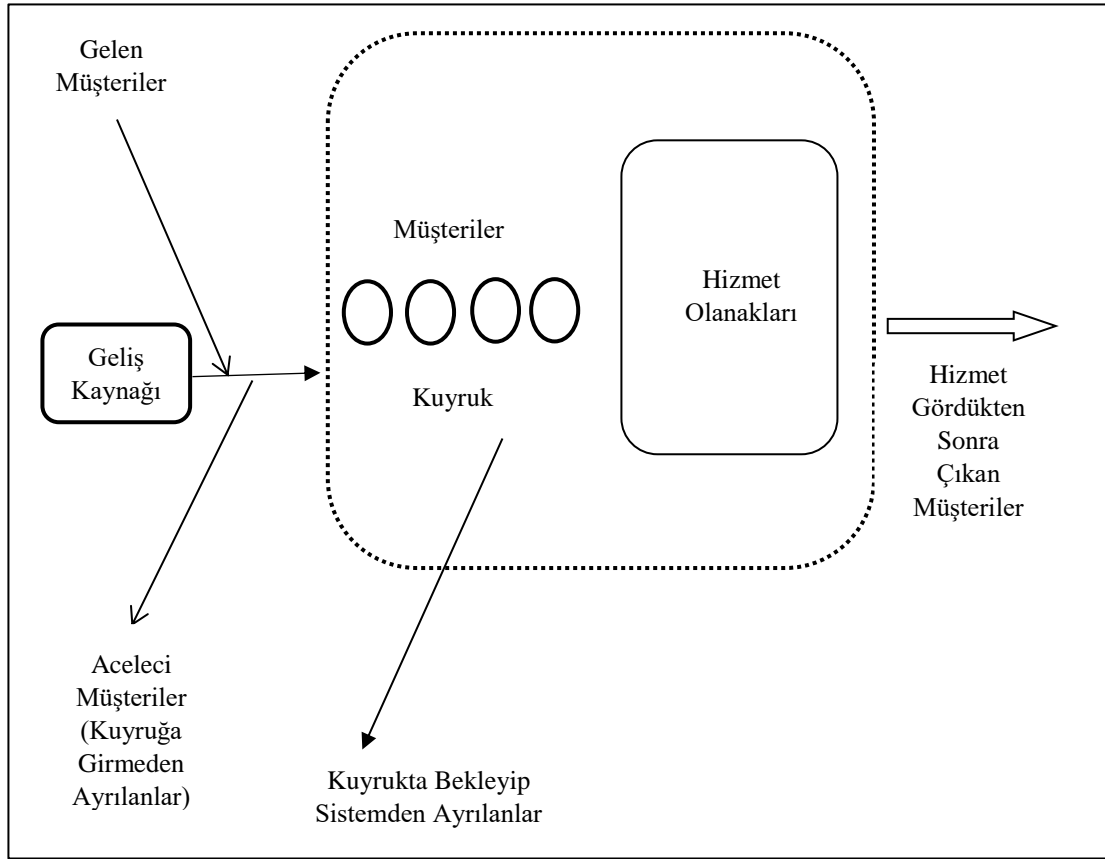 Gelen
Müşteriler
Müşteriler
Hizmet
Olanakları
Geliş
Kaynağı
Kuyruk
Hizmet
Gördükten
Sonra
Çıkan
Müşteriler
Aceleci
Müşteriler
(Kuyruğa
Girmeden
Ayrılanlar)
Kuyrukta Bekleyip
Sistemden Ayrılanlar